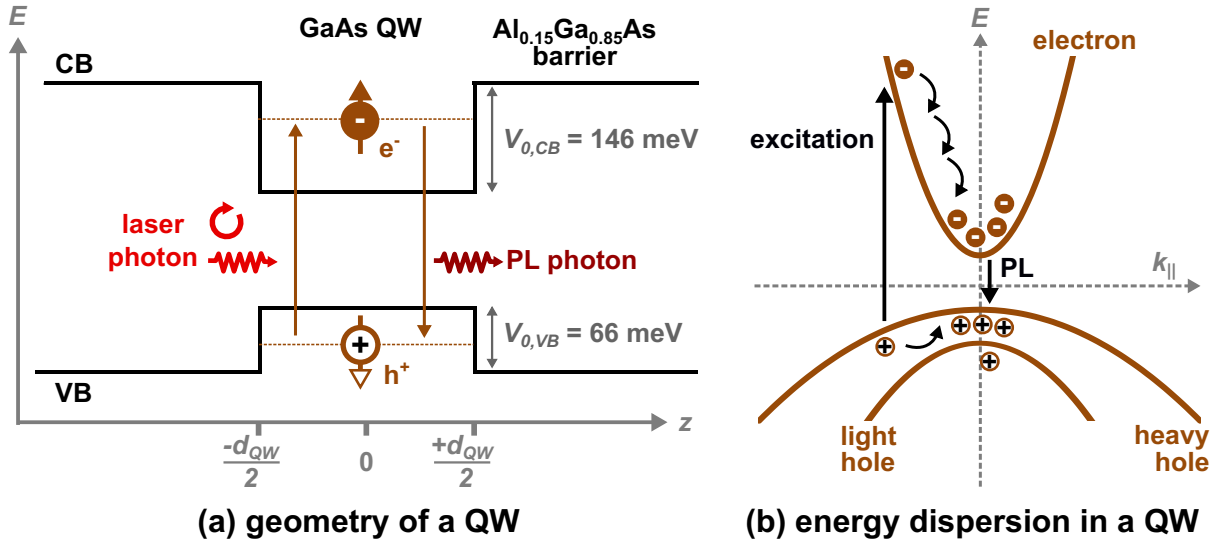 E
GaAs QW
Al0.15Ga0.85As
barrier
CB
-
e-
V0,CB = 146 meV
laser
photon
PL photon
+
h+
V0,VB = 66 meV
VB
z
-dQW
2
0
+dQW
2
(a) geometry of a QW
E
electron
excitation
PL
k||
light
hole
heavy
hole
(b) energy dispersion in a QW